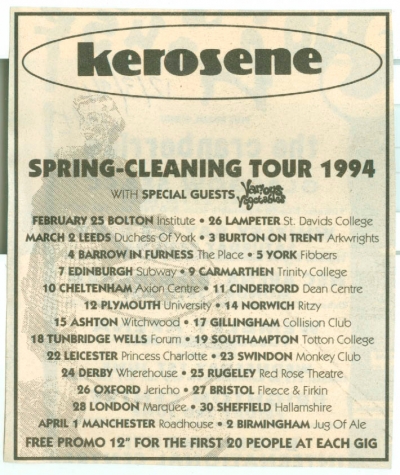 kerosene
SPRING-CLEANING TOUR 1994
WITH SPECIAL GUESTS Various Vegetables
FEBRUARY 25 BOLTON Institute • 26 LAMPETER St. Davids College
MARCH 2 LEEDS Duchess Of York • 3 BURTON ON TRENT Arkwrights
4 BARROW IN FURNESS The Place • 5 YORK Fibbers
7 EDINBURGH Subway • 9 CARMARTHEN Trinity College
10 CHELTENHAM Axion Centre • 11 CINDERFORD Dean Centre
12 PLYMOUTH University • 14 NORWICH Ritzy
15 ASHTON Witchwood • 17 GILLINGHAM Collision Club
18 TUNBRIDGE WELLS Forum • 19 SOUTHAMPTON Totton College
22 LEICESTER Princess Charlotte • 23 SWINDON Monkey Club
24 DERBY Wherehouse • 25 RUGELEY Red Rose Theatre
26 OXFORD Jericho • 27 BRISTOL Fleece & Firkin
28 LONDON Marquee • 30 SHEFFIELD Hallamshire
APRIL 1 MANCHESTER Roadhouse • 2 BIRMINGHAM Jug Of Ale
FREE PROMO 12" FOR THE FIRST 20 PEOPLE AT EACH GIG